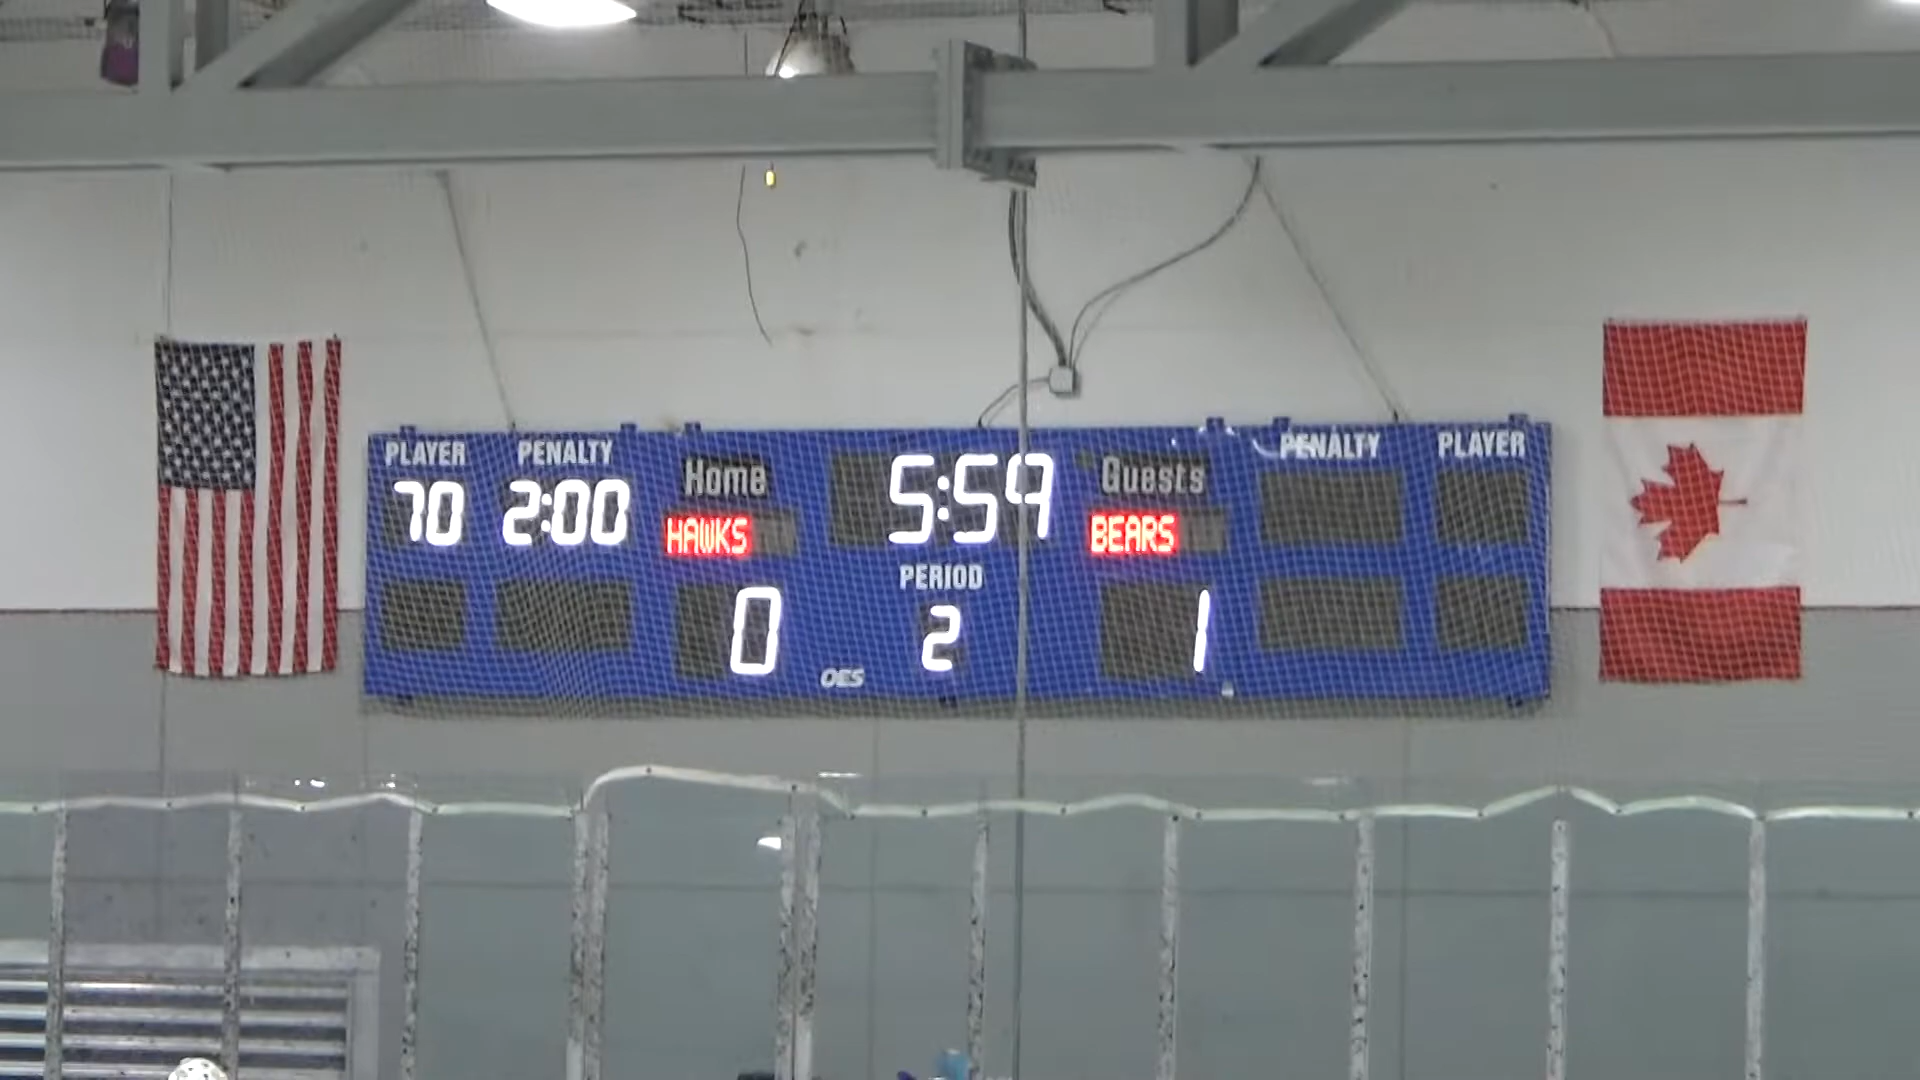 PLAYER PENALTY Home 5:59 Guests PENALTY PLAYER
70 2:00 HAWKS BEARS
PERIOD
0 2 1
OES